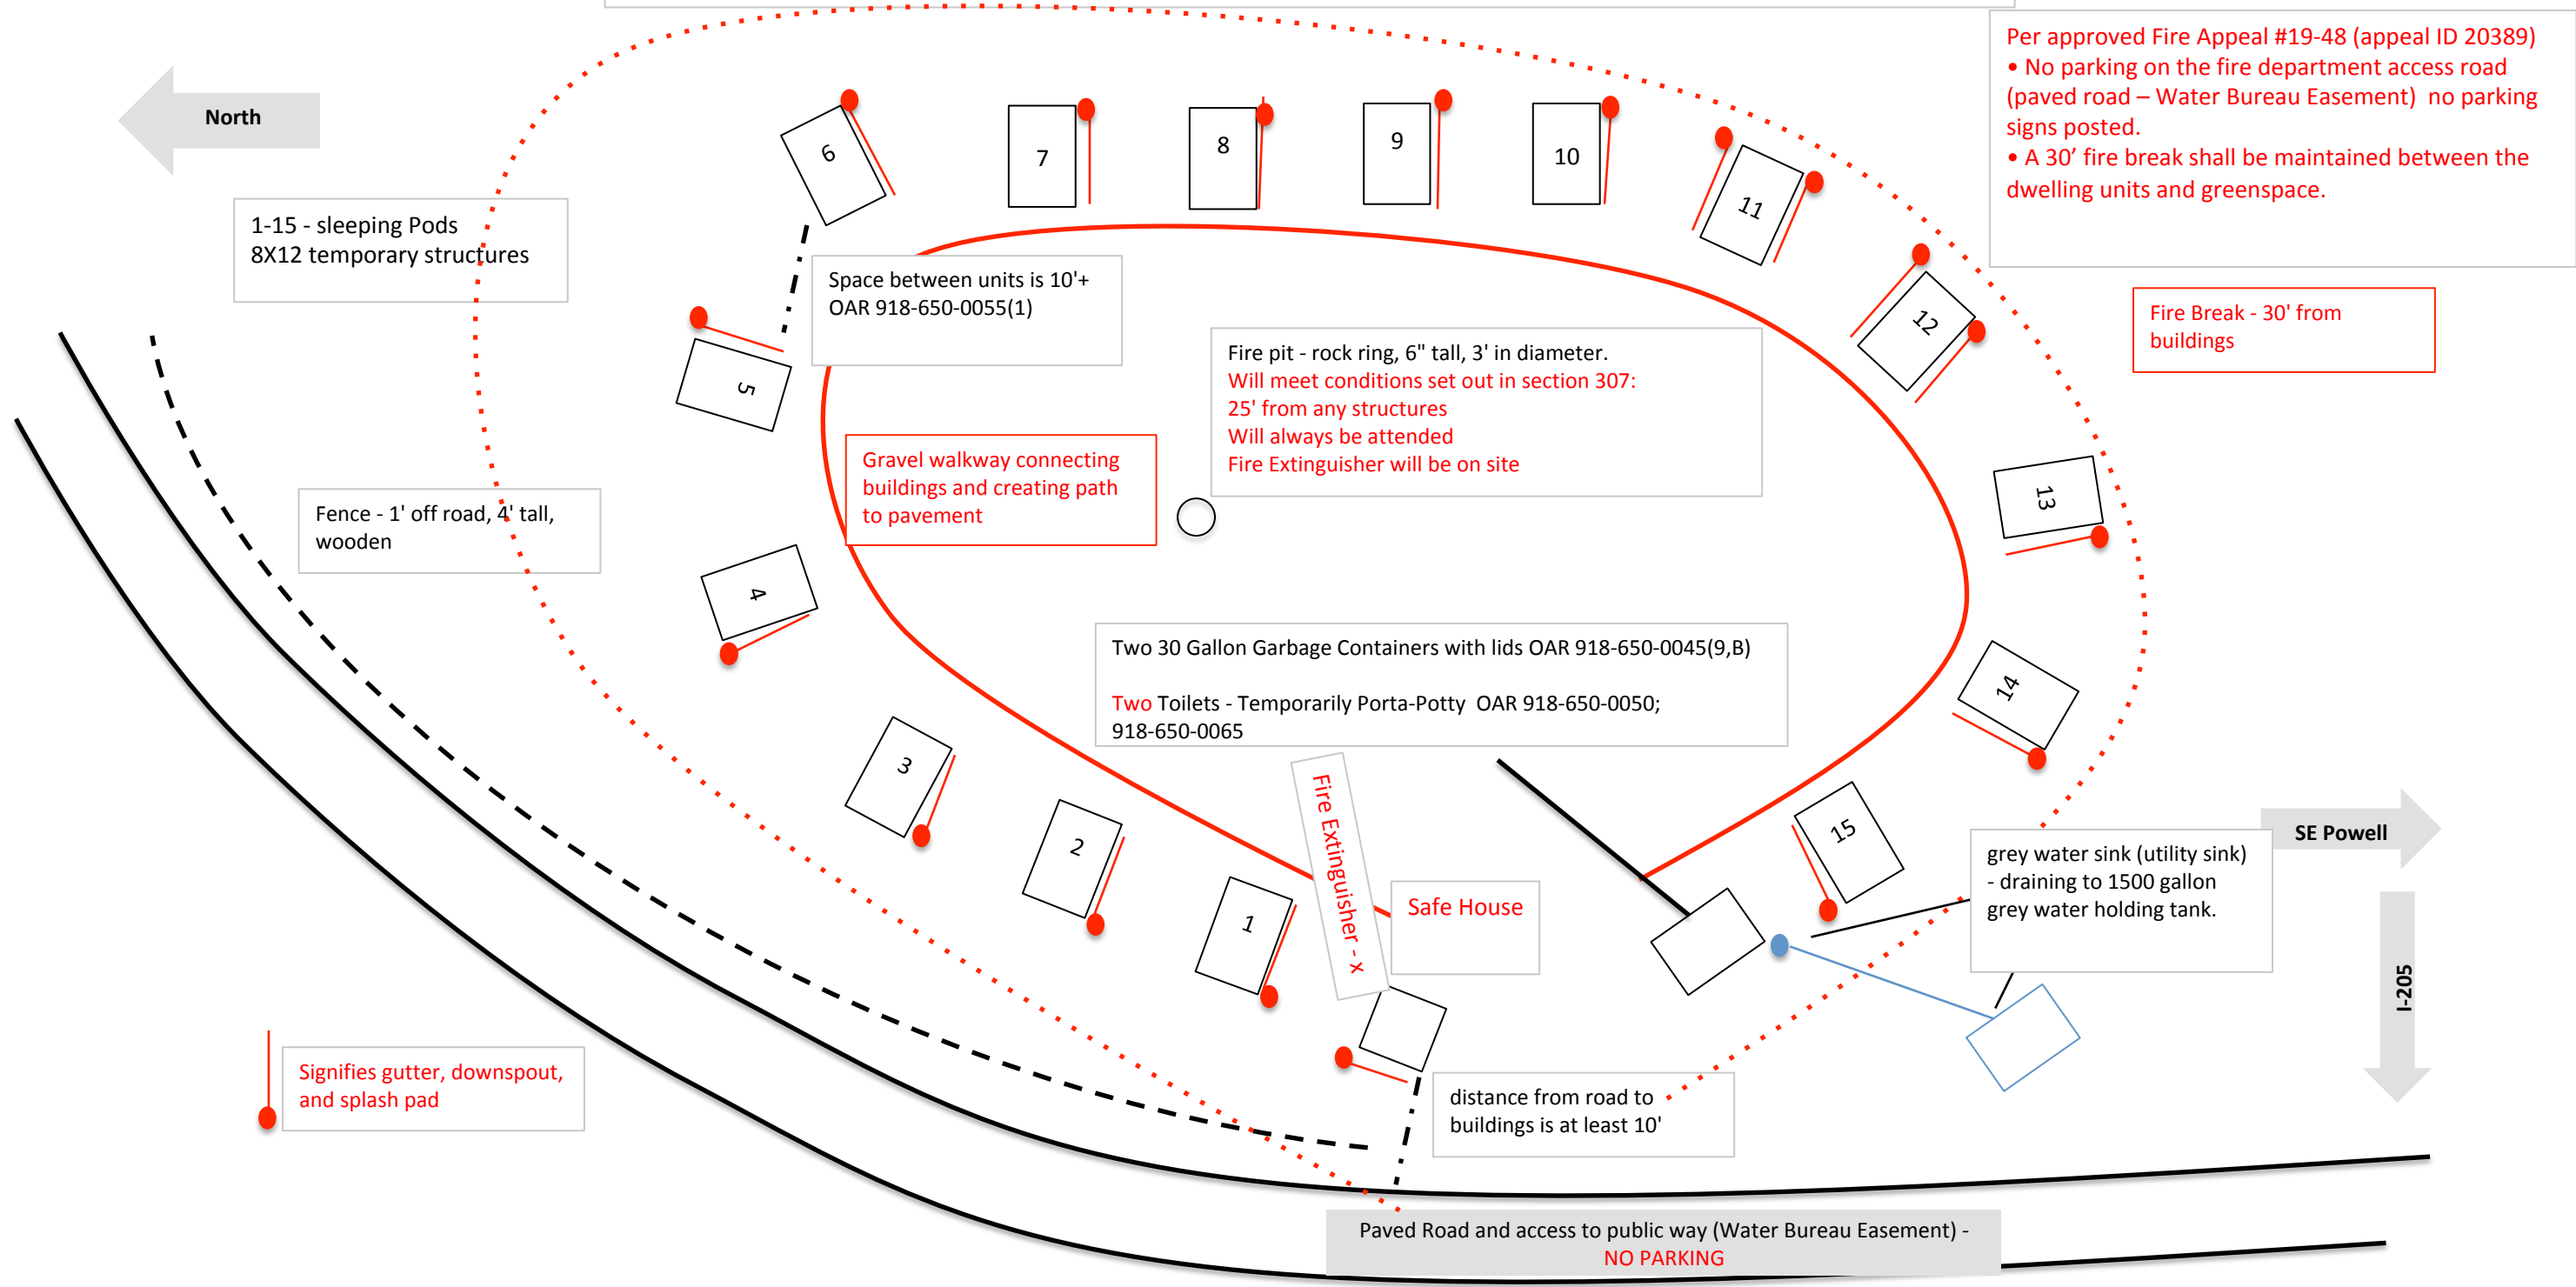 Per approved Fire Appeal #19-48 (appeal ID 20389)
• No parking on the fire department access road
(paved road – Water Bureau Easement) no parking
signs posted.
• A 30’ fire break shall be maintained between the
dwelling units and greenspace.
North
6
7
8
9
10
11
1-15 - sleeping Pods
8X12 temporary structures
Space between units is 10'+
OAR 918-650-0055(1)
12
Fire Break - 30' from
buildings
5
Fire pit - rock ring, 6" tall, 3' in diameter.
Will meet conditions set out in section 307:
25' from any structures
Will always be attended
Fire Extinguisher will be on site
Gravel walkway connecting
buildings and creating path
to pavement
13
Fence - 1' off road, 4' tall,
wooden
4
Two 30 Gallon Garbage Containers with lids OAR 918-650-0045(9,B)
Two Toilets - Temporarily Porta-Potty OAR 918-650-0050;
918-650-0065
14
3
2
1
Fire Extinguisher - x
Safe House
15
SE Powell
grey water sink (utility sink)
- draining to 1500 gallon
grey water holding tank.
I-205
Signifies gutter, downspout,
and splash pad
distance from road to
buildings is at least 10'
Paved Road and access to public way (Water Bureau Easement) -
NO PARKING